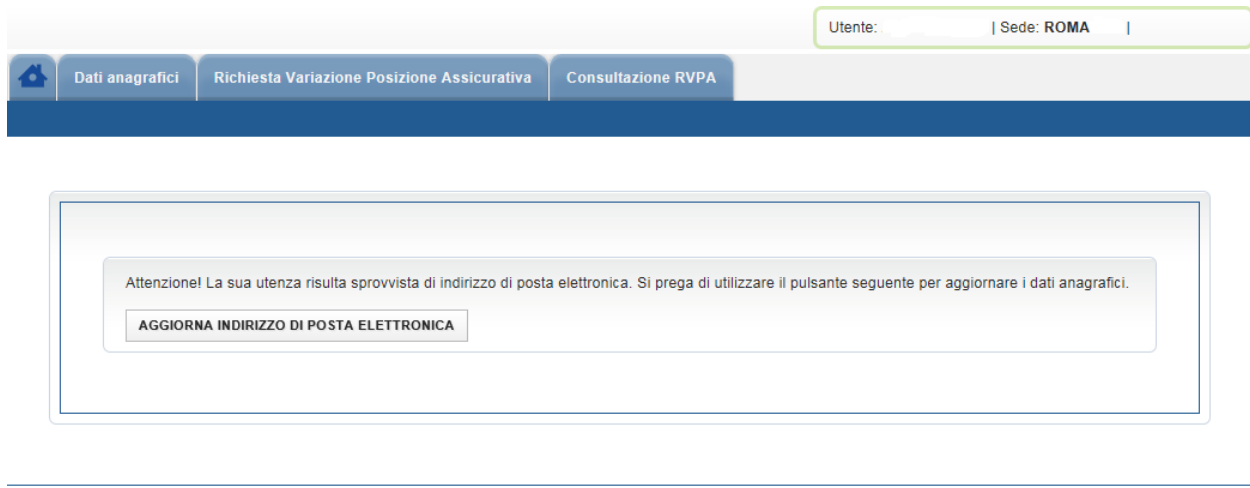 Utente: | Sede: ROMA |
Dati anagrafici Richiesta Variazione Posizione Assicurativa Consultazione RVPA
Attenzione! La sua utenza risulta sprovvista di indirizzo di posta elettronica. Si prega di utilizzare il pulsante seguente per aggiornare i dati anagrafici.
AGGIORNA INDIRIZZO DI POSTA ELETTRONICA